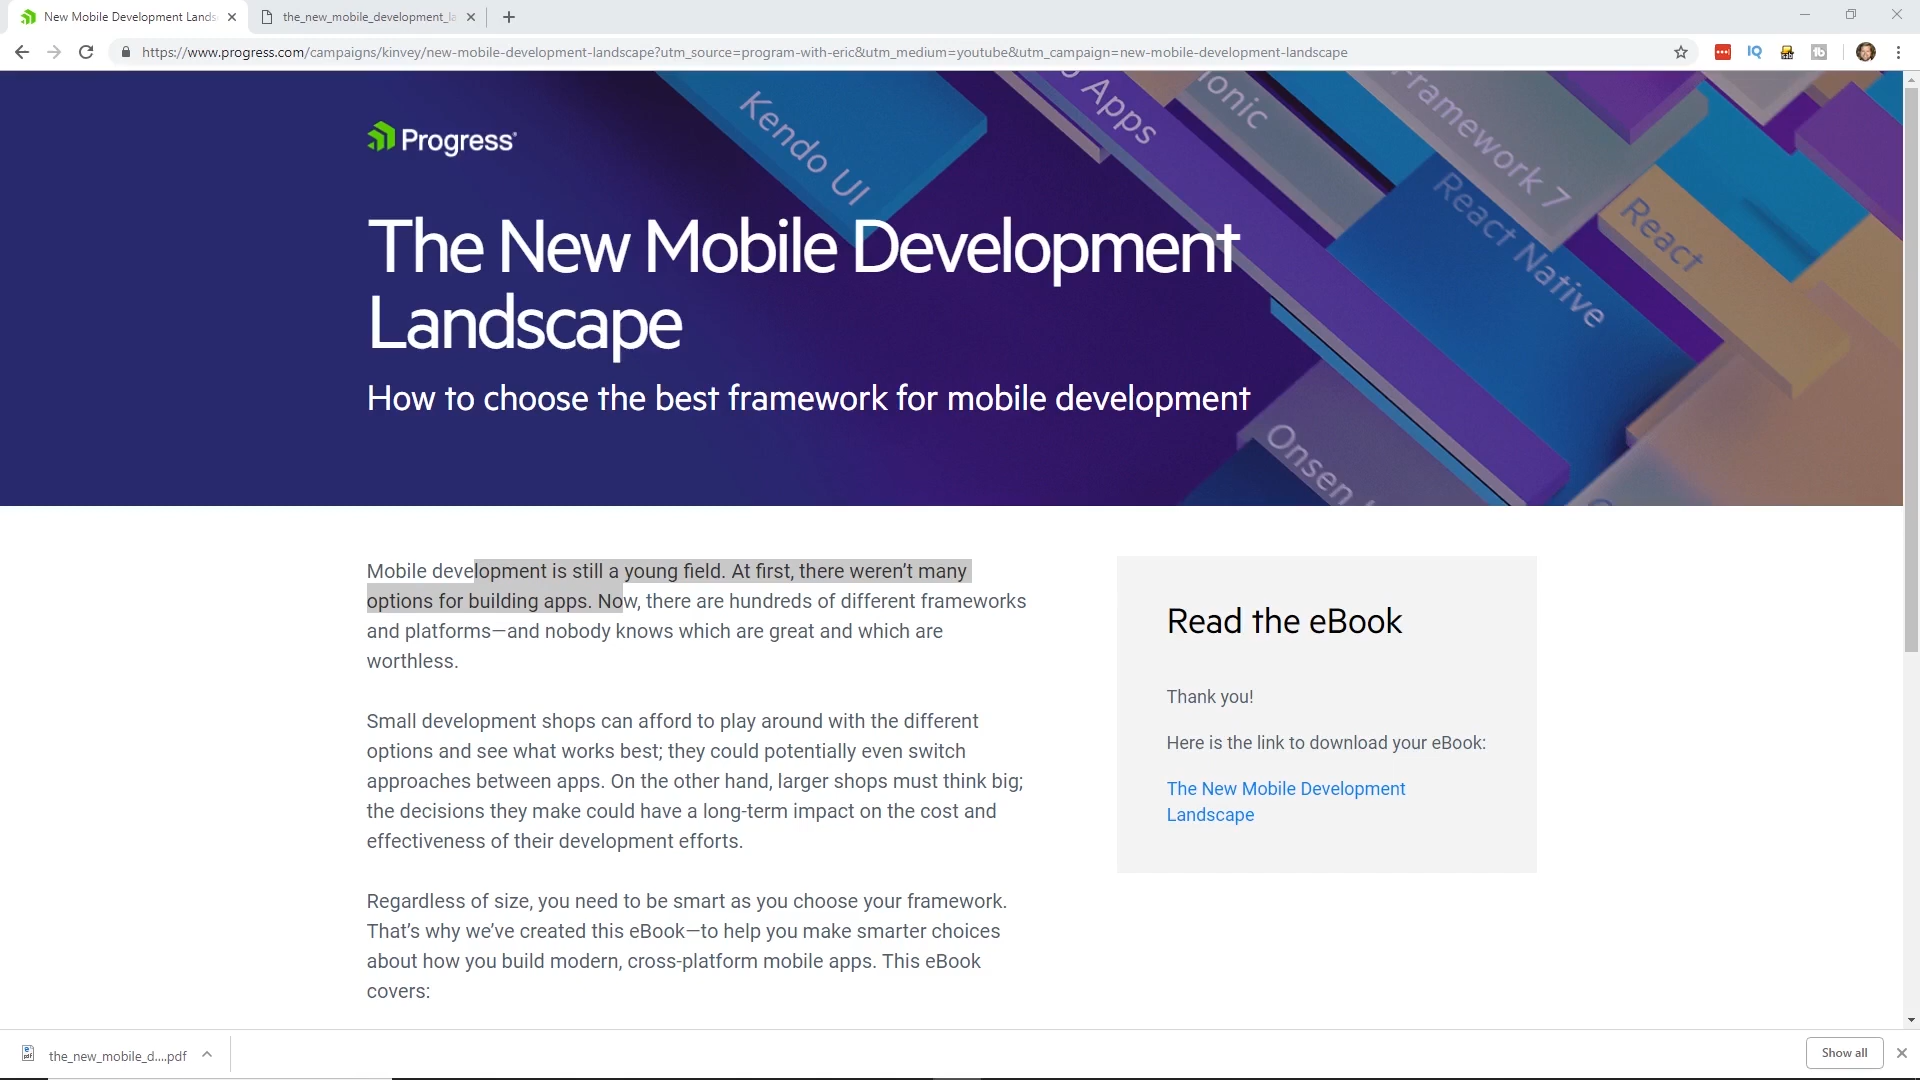 New Mobile Development Lands
the_new_mobile_development_la
https://www.progress.com/campaigns/kinvey/new-mobile-development-landscape?utm_source=program-with-eric&utm_medium=youtube&utm_campaign=new-mobile-development-landscape
IQ
Progress
Kendo UI
Apps
Ionic
Framework 7
React Native
React
Onsen
The New Mobile Development
Landscape
How to choose the best framework for mobile development
Mobile development is still a young field. At first, there weren’t many
options for building apps. Now, there are hundreds of different frameworks
and platforms—and nobody knows which are great and which are
worthless.
Small development shops can afford to play around with the different
options and see what works best; they could potentially even switch
approaches between apps. On the other hand, larger shops must think big;
the decisions they make could have a long-term impact on the cost and
effectiveness of their development efforts.
Regardless of size, you need to be smart as you choose your framework.
That’s why we’ve created this eBook—to help you make smarter choices
about how you build modern, cross-platform mobile apps. This eBook
covers:
Read the eBook
Thank you!
Here is the link to download your eBook:
The New Mobile Development
Landscape
the_new_mobile_d....pdf
Show all